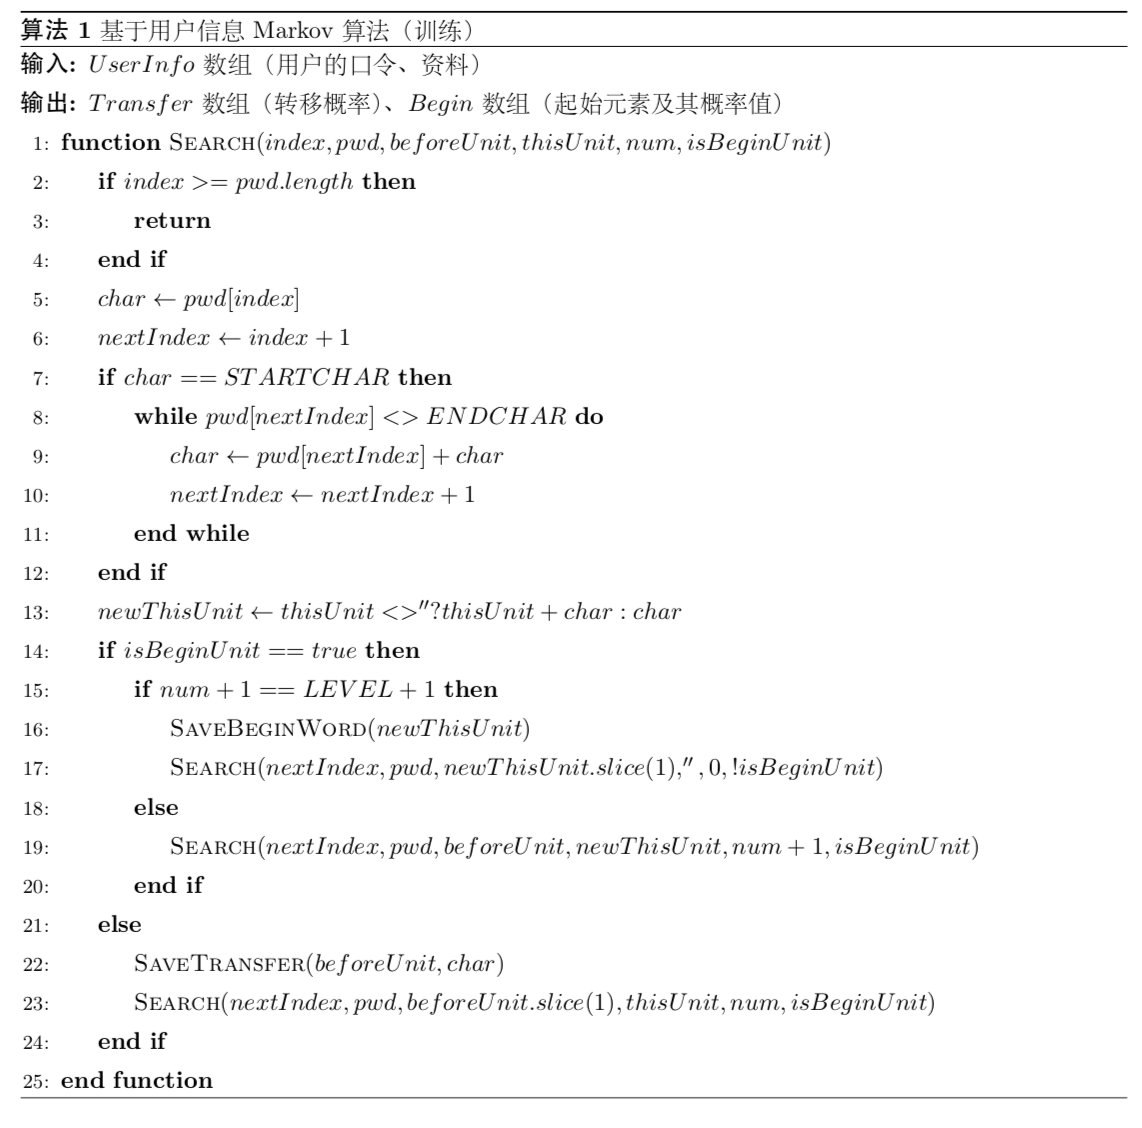 算法 1 基于用户信息 Markov 算法（训练）
输入: UserInfo 数组（用户的口令、资料）
输出: Transfer 数组（转移概率）、Begin 数组（起始元素及其概率值）
1: function SEARCH(index, pwd, beforeUnit, thisUnit, num, isBeginUnit)
2: if index >= pwd.length then
3: return
4: end if
5: char ← pwd[index]
6: nextIndex ← index + 1
7: if char == STARTCHAR then
8: while pwd[nextIndex] <> ENDCHAR do
9: char ← pwd[nextIndex] + char
10: nextIndex ← nextIndex + 1
11: end while
12: end if
13: newThisUnit ← thisUnit <>″?thisUnit + char : char
14: if isBeginUnit == true then
15: if num + 1 == LEVEL + 1 then
16: SAVEBEGINWORD(newThisUnit)
17: SEARCH(nextIndex, pwd, newThisUnit.slice(1),″ , 0, !isBeginUnit)
18: else
19: SEARCH(nextIndex, pwd, beforeUnit, newThisUnit, num + 1, isBeginUnit)
20: end if
21: else
22: SAVETRANSFER(beforeUnit, char)
23: SEARCH(nextIndex, pwd, beforeUnit.slice(1), thisUnit, num, isBeginUnit)
24: end if
25: end function